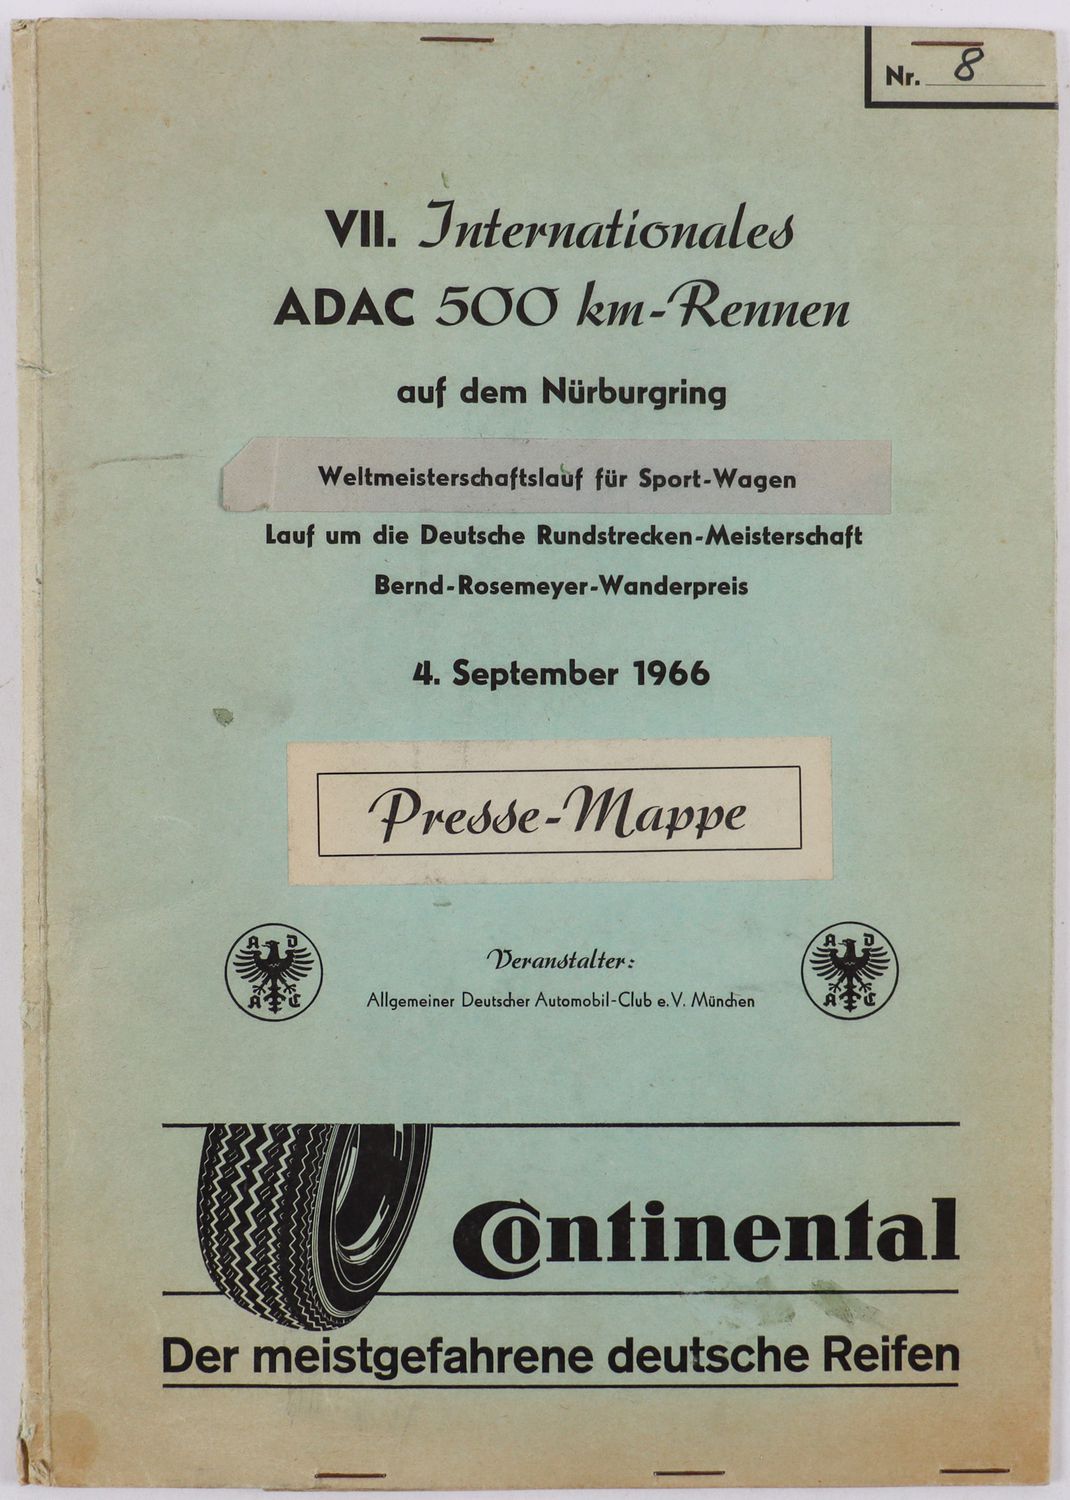 Nr. 8
VII. Internationales
ADAC 500 km-Rennen
auf dem Nürburgring
Weltmeisterschaftslauf für Sport-Wagen
Lauf um die Deutsche Rundstrecken-Meisterschaft
Bernd-Rosemeyer-Wanderpreis
4. September 1966
Presse-Mappe
ADAC
Veranstalter:
Allgemeiner Deutscher Automobil-Club e. V. München
ADAC
Continental
Der meistgefahrene deutsche Reifen